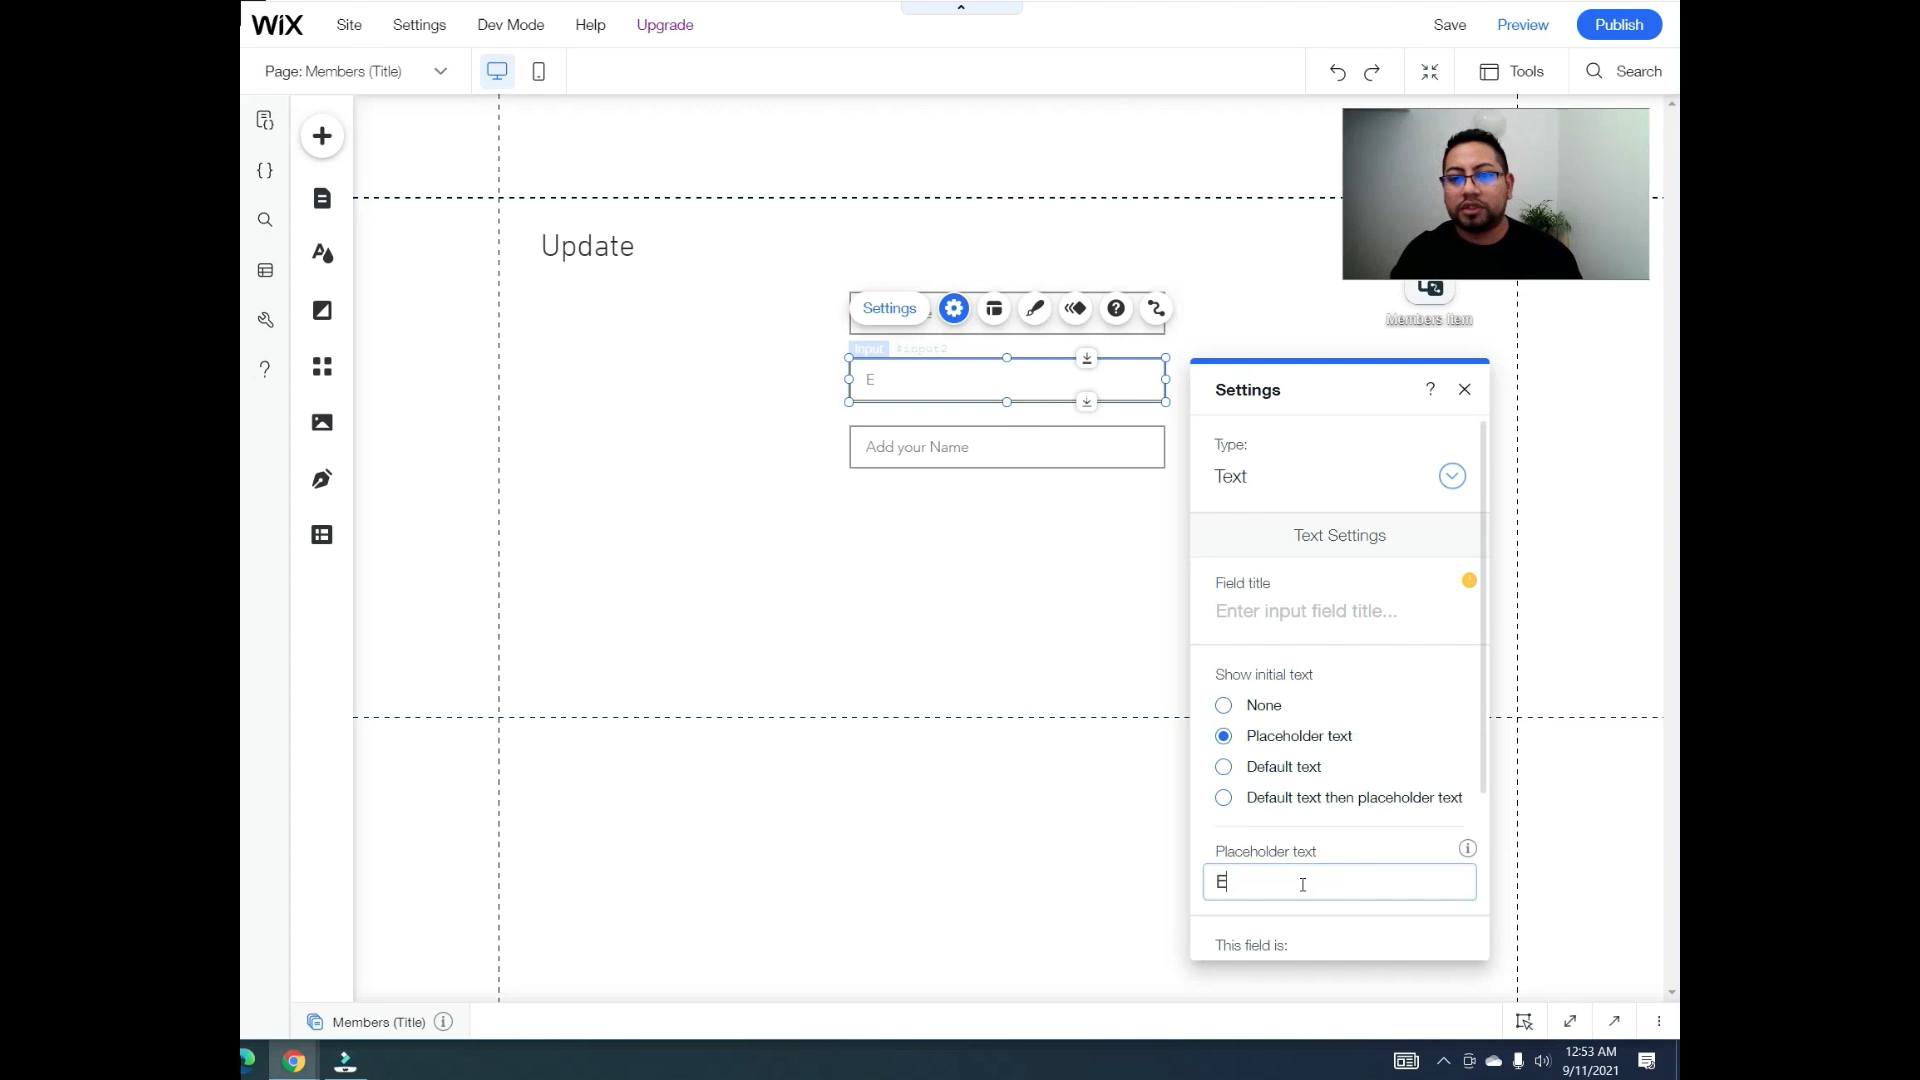 WiX Site Settings Dev Mode Help Upgrade Save Preview Publish
Page: Members (Title) Tools Search
Update
Members Item
Settings
Input #input2
E
Add your Name
Settings ?
Type:
Text
Text Settings
Field title
Enter input field title...
Show initial text
None
Placeholder text
Default text
Default text then placeholder text
Placeholder text
E
This field is:
Members (Title)
12:53 AM
9/11/2021